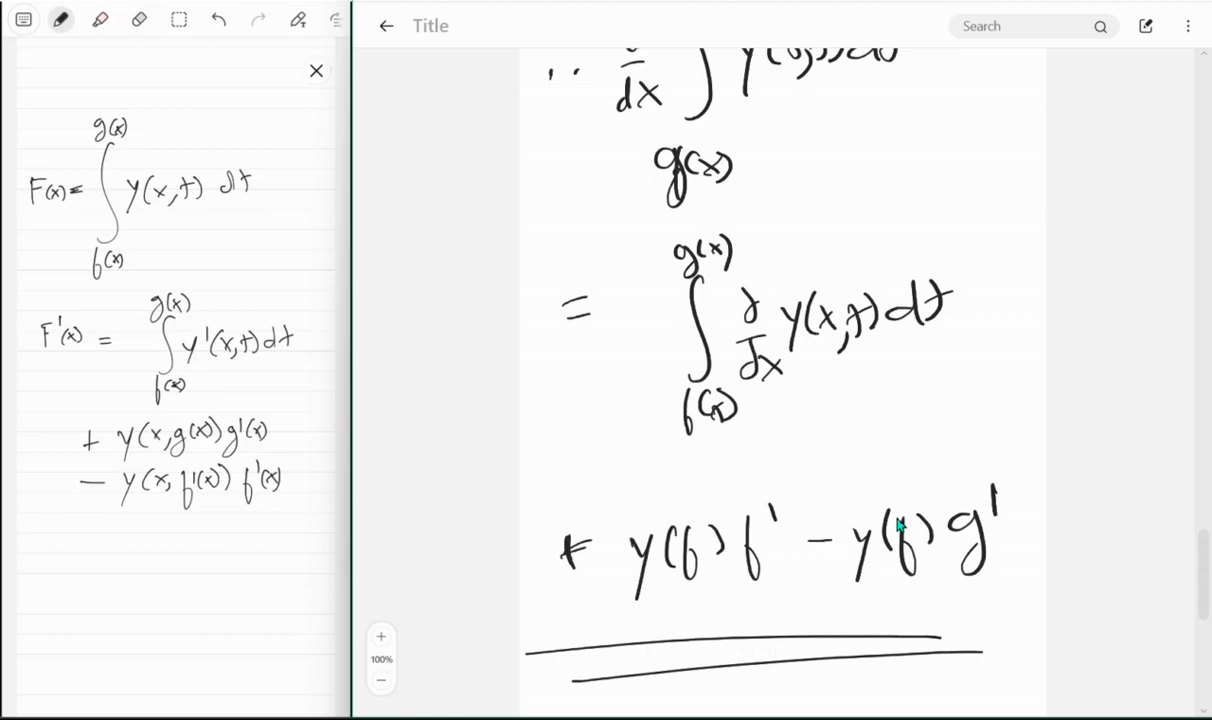 Title
Search
g(x)
F(x) = ∫ y(x,t) dt
f(x)
g(x)
F'(x) = ∫ y'(x,t) dt
f(x)
+ y(x,g(x)) g'(x)
- y(x, f'(x)) f'(x)
dx ∫
g(x)
g(x)
= ∫ ∂/∂x y(x,t) dt
f(x)
+ y(f) f' - y(f) g'
100%